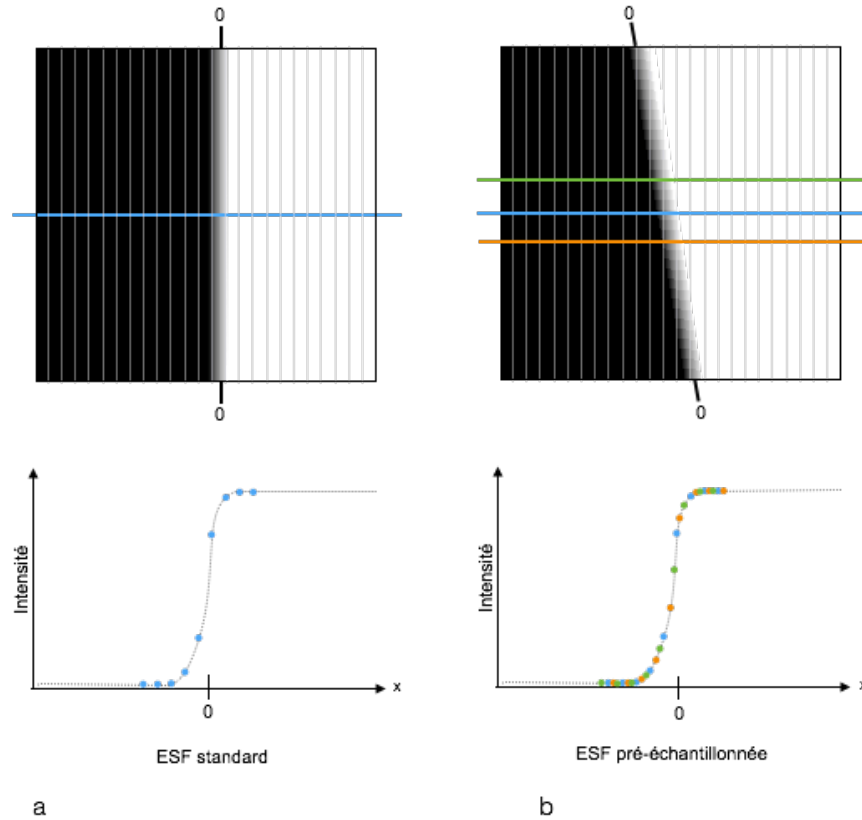 0
0
0
0
Intensité
x
0
Intensité
x
0
ESF standard
ESF pré-échantillonnée
a
b